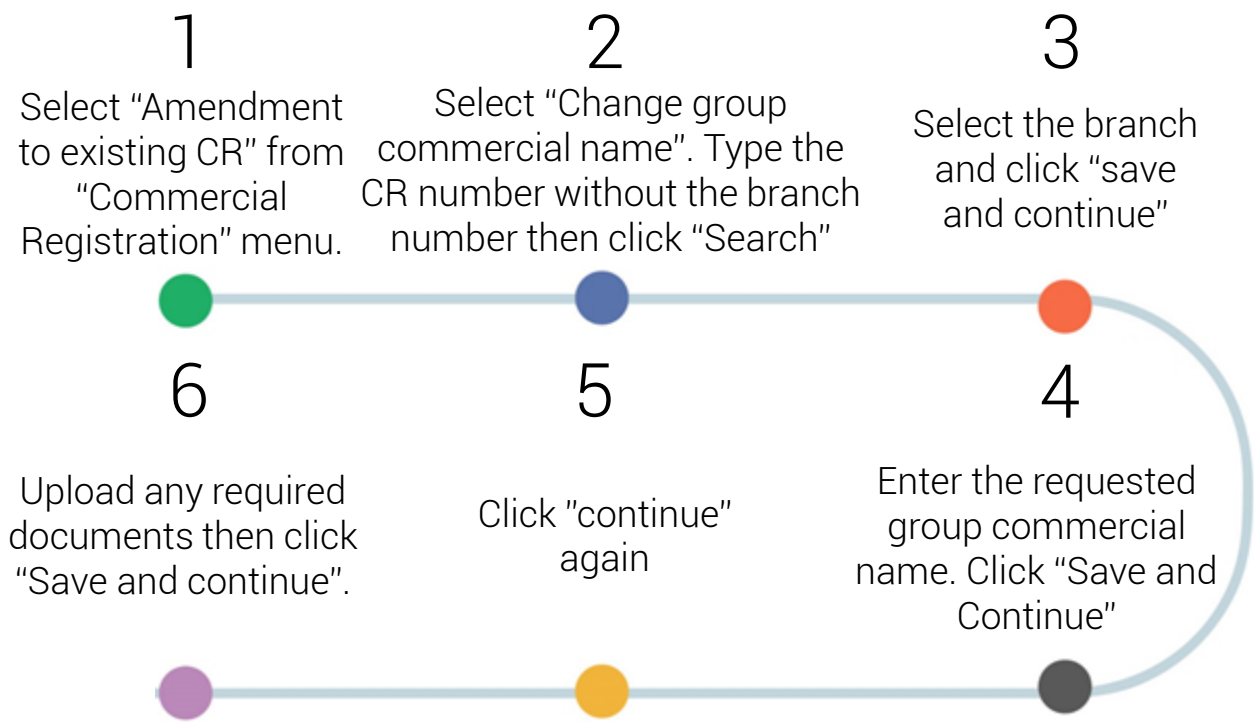 1
Select “Amendment
to existing CR” from
“Commercial
Registration” menu.
2
Select “Change group
commercial name”. Type the
CR number without the branch
number then click “Search”
3
Select the branch
and click “save
and continue”
4
Enter the requested
group commercial
name. Click “Save and
Continue”
5
Click ”continue”
again
6
Upload any required
documents then click
“Save and continue”.